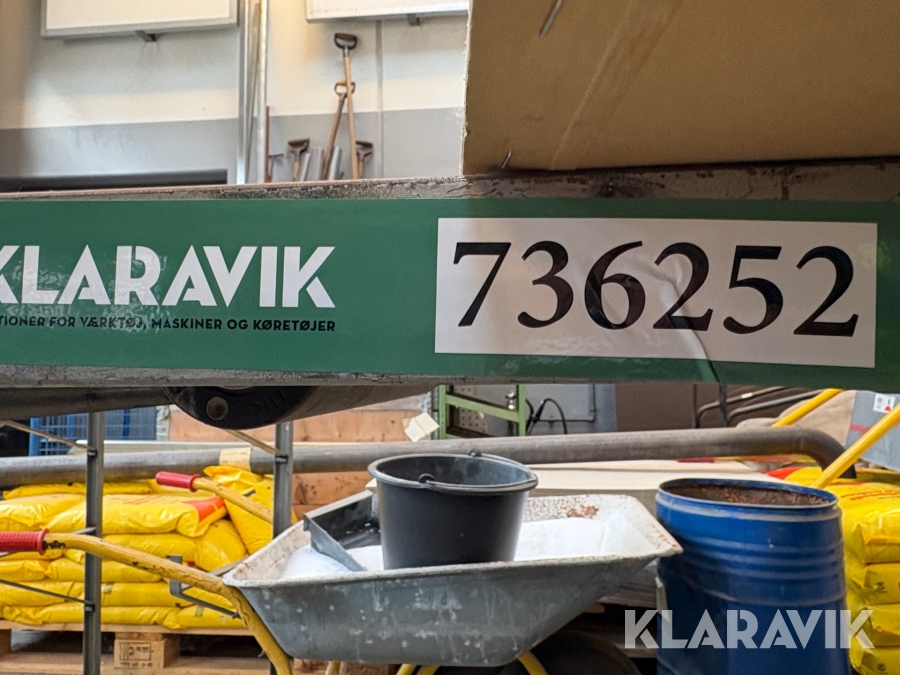 KLARAVIK
TIONER FOR VÆRKTØJ, MASKINER OG KØRETØJER
736252
KLARAVIK